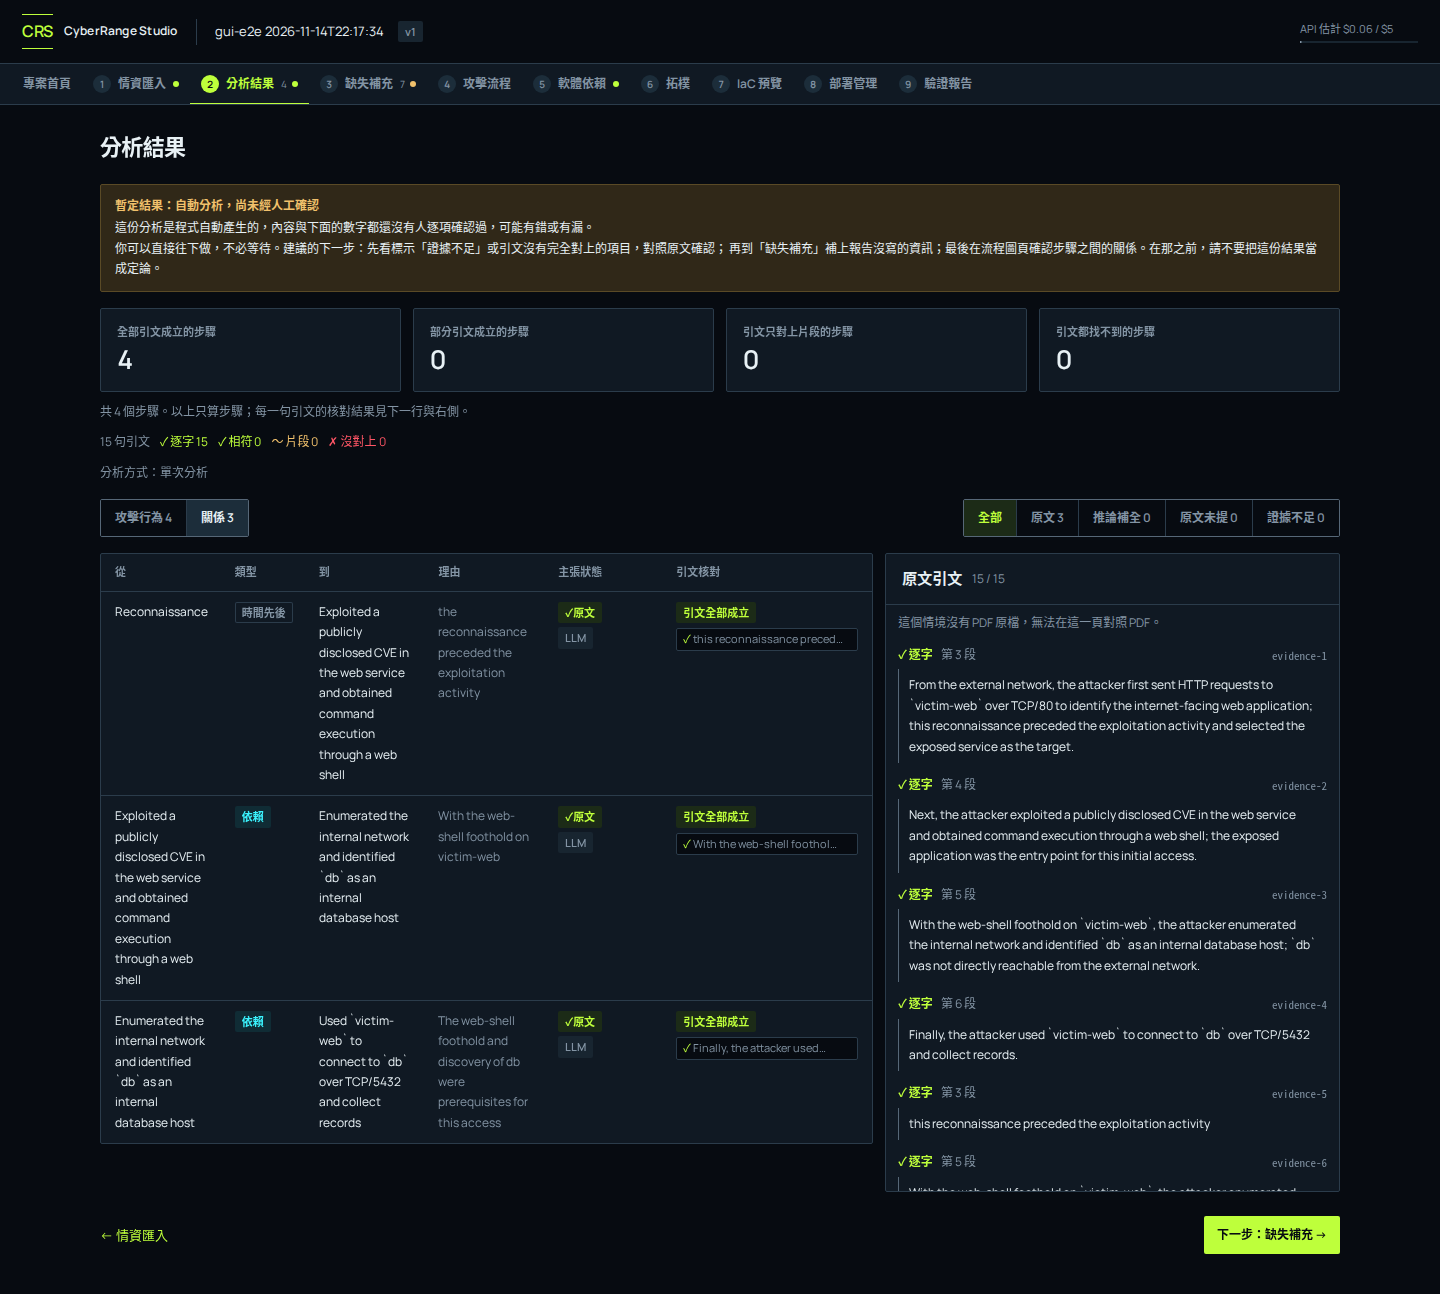 CRS CyberRange Studio gui-e2e 2026-11-14T22:17:34 v1 API 估計 $0.06 / $5
專案首頁 1 情資匯入 2 分析結果 4 3 缺失補充 7 4 攻擊流程 5 軟體依賴 6 拓樸 7 IaC 預覽 8 部署管理 9 驗證報告
分析結果
暫定結果：自動分析，尚未經人工確認
這份分析是程式自動產生的，內容與下面的數字都還沒有人逐項確認過，可能有錯或有漏。
你可以直接往下做，不必等待。建議的下一步：先看標示「證據不足」或引文沒有完全對上的項目，對照原文確認；再到「缺失補充」補上報告沒寫的資訊；最後在流程圖頁確認步驟之間的關係。在那之前，請不要把這份結果當
成定論。
全部引文成立的步驟
4
部分引文成立的步驟
0
引文只對上片段的步驟
0
引文都找不到的步驟
0
共 4 個步驟。以上只算步驟；每一句引文的核對結果見下一行與右側。
15 句引文 ✓逐字 15 ✓相符 0 ～片段 0 ✗ 沒對上 0
分析方式：單次分析
攻擊行為 4 關係 3
全部 原文 3 推論補全 0 原文未提 0 證據不足 0
從 類型 到 理由 主張狀態 引文核對
Reconnaissance
時間先後
Exploited a
publicly
disclosed CVE in
the web service
and obtained
command
execution
through a web
shell
the
reconnaissance
preceded the
exploitation
activity
✓原文
LLM
引文全部成立
✓ this reconnaissance preced...
Exploited a
publicly
disclosed CVE in
the web service
and obtained
command
execution
through a web
shell
依賴
Enumerated the
internal network
and identified
`db` as an
internal
database host
With the web-
shell foothold on
victim-web
✓原文
LLM
引文全部成立
✓ With the web-shell foothol...
Enumerated the
internal network
and identified
`db` as an
internal
database host
依賴
Used `victim-
web` to
connect to `db`
over TCP/5432
and collect
records
The web-shell
foothold and
discovery of db
were
prerequisites for
this access
✓原文
LLM
引文全部成立
✓ Finally, the attacker used...
原文引文 15 / 15
這個情境沒有 PDF 原檔，無法在這一頁對照 PDF。
✓逐字 第 3 段 evidence-1
From the external network, the attacker first sent HTTP requests to
`victim-web` over TCP/80 to identify the internet-facing web application;
this reconnaissance preceded the exploitation activity and selected the
exposed service as the target.
✓逐字 第 4 段 evidence-2
Next, the attacker exploited a publicly disclosed CVE in the web service
and obtained command execution through a web shell; the exposed
application was the entry point for this initial access.
✓逐字 第 5 段 evidence-3
With the web-shell foothold on `victim-web`, the attacker enumerated
the internal network and identified `db` as an internal database host; `db`
was not directly reachable from the external network.
✓逐字 第 6 段 evidence-4
Finally, the attacker used `victim-web` to connect to `db` over TCP/5432
and collect records.
✓逐字 第 3 段 evidence-5
this reconnaissance preceded the exploitation activity
✓逐字 第 5 段 evidence-6
With the web-shell foothold on `victim-web`, the attacker enumerated
← 情資匯入
下一步：缺失補充 →